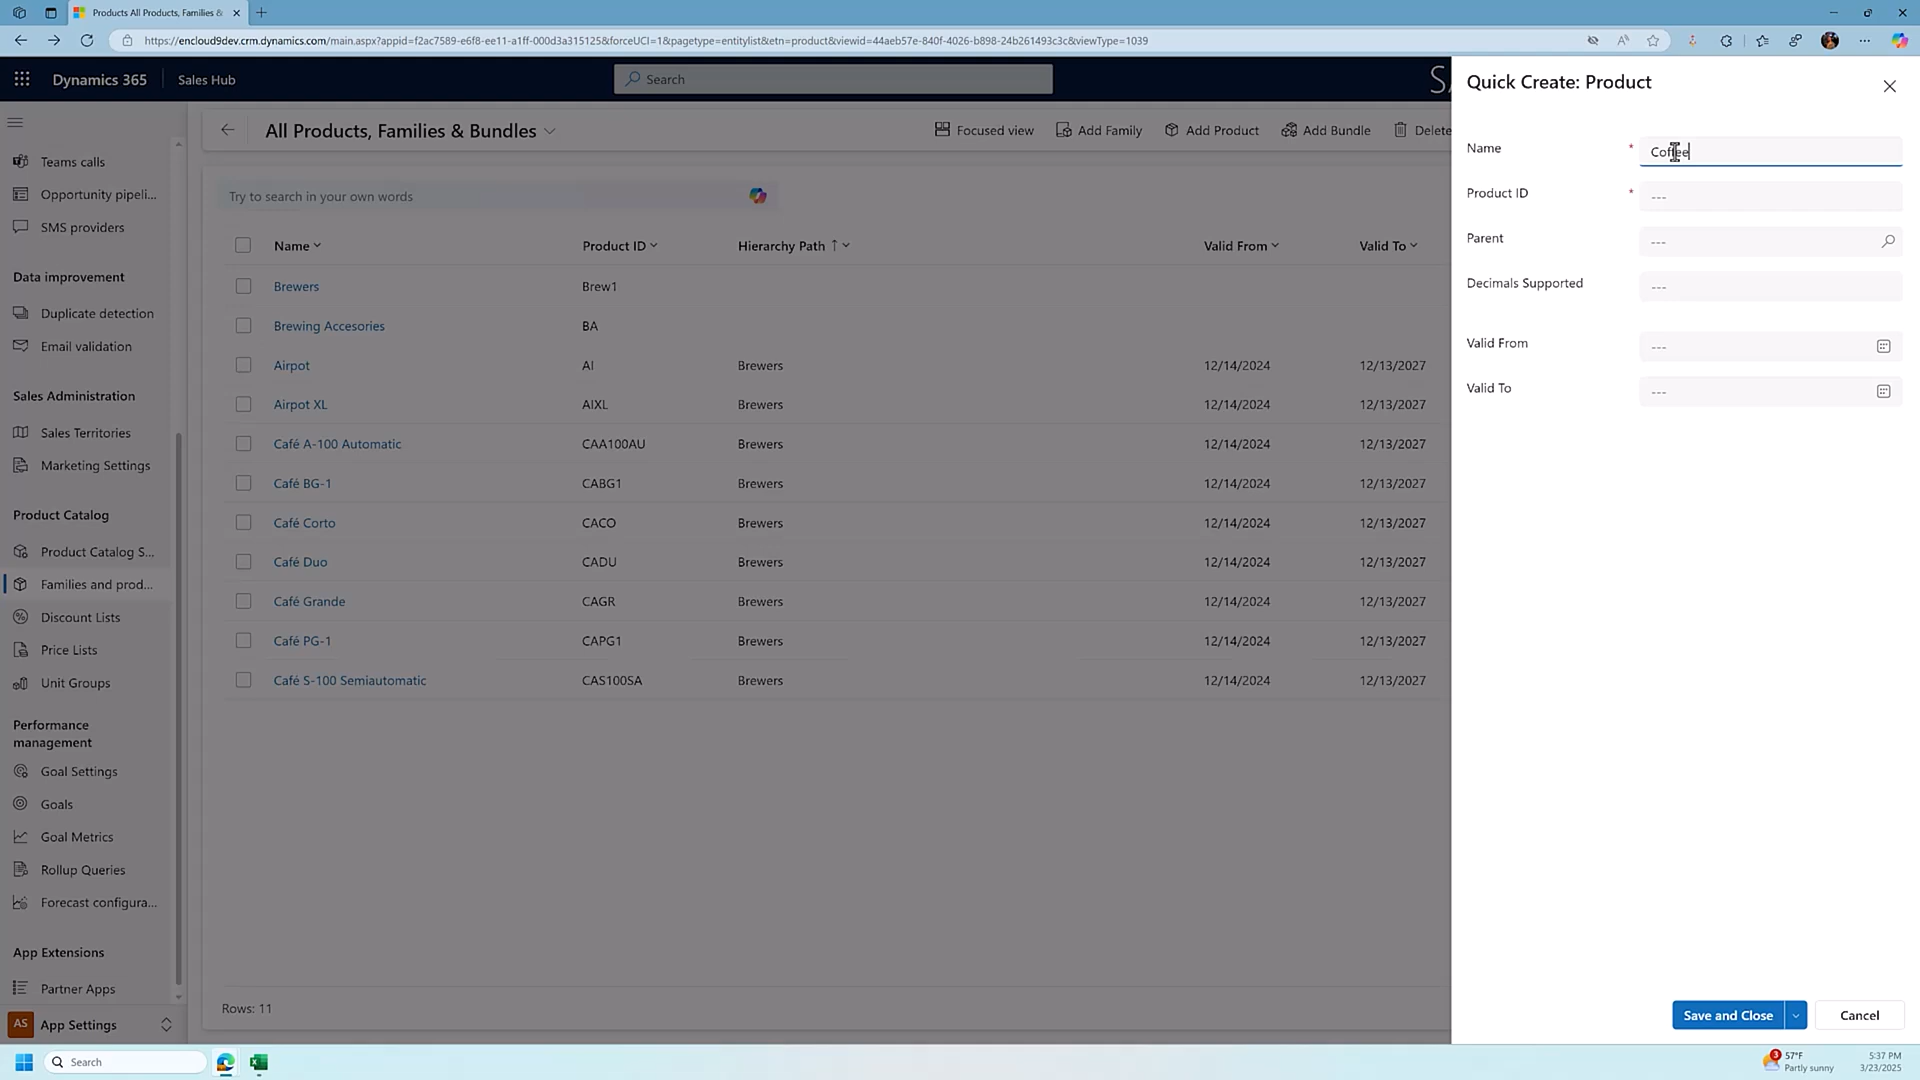 Products All Products, Families &
https://encloud9dev.crm.dynamics.com/main.aspx?appid=f2ac7589-e6f8-ee11-a1ff-000d3a315125&forceUCI=1&pagetype=entitylist&etn=product&viewid=44aeb57e-840f-4026-b898-24b261493c3c&viewType=1039
Dynamics 365
Sales Hub
Search
Teams calls
Opportunity pipeli...
SMS providers
Data improvement
Duplicate detection
Email validation
Sales Administration
Sales Territories
Marketing Settings
Product Catalog
Product Catalog S...
Families and prod...
Discount Lists
Price Lists
Unit Groups
Performance
management
Goal Settings
Goals
Goal Metrics
Rollup Queries
Forecast configura...
App Extensions
Partner Apps
AS App Settings
All Products, Families & Bundles
Focused view Add Family Add Product Add Bundle Delete
Try to search in your own words
Name Product ID Hierarchy Path ↑ Valid From Valid To
Brewers Brew1
Brewing Accesories BA
Airpot AI Brewers 12/14/2024 12/13/2027
Airpot XL AIXL Brewers 12/14/2024 12/13/2027
Café A-100 Automatic CAA100AU Brewers 12/14/2024 12/13/2027
Café BG-1 CABG1 Brewers 12/14/2024 12/13/2027
Café Corto CACO Brewers 12/14/2024 12/13/2027
Café Duo CADU Brewers 12/14/2024 12/13/2027
Café Grande CAGR Brewers 12/14/2024 12/13/2027
Café PG-1 CAPG1 Brewers 12/14/2024 12/13/2027
Café S-100 Semiautomatic CAS100SA Brewers 12/14/2024 12/13/2027
Rows: 11
Quick Create: Product
Name * Coffee
Product ID * ---
Parent ---
Decimals Supported ---
Valid From ---
Valid To ---
Save and Close
Cancel
Search
3
57°F
Partly sunny
5:37 PM
3/23/2025